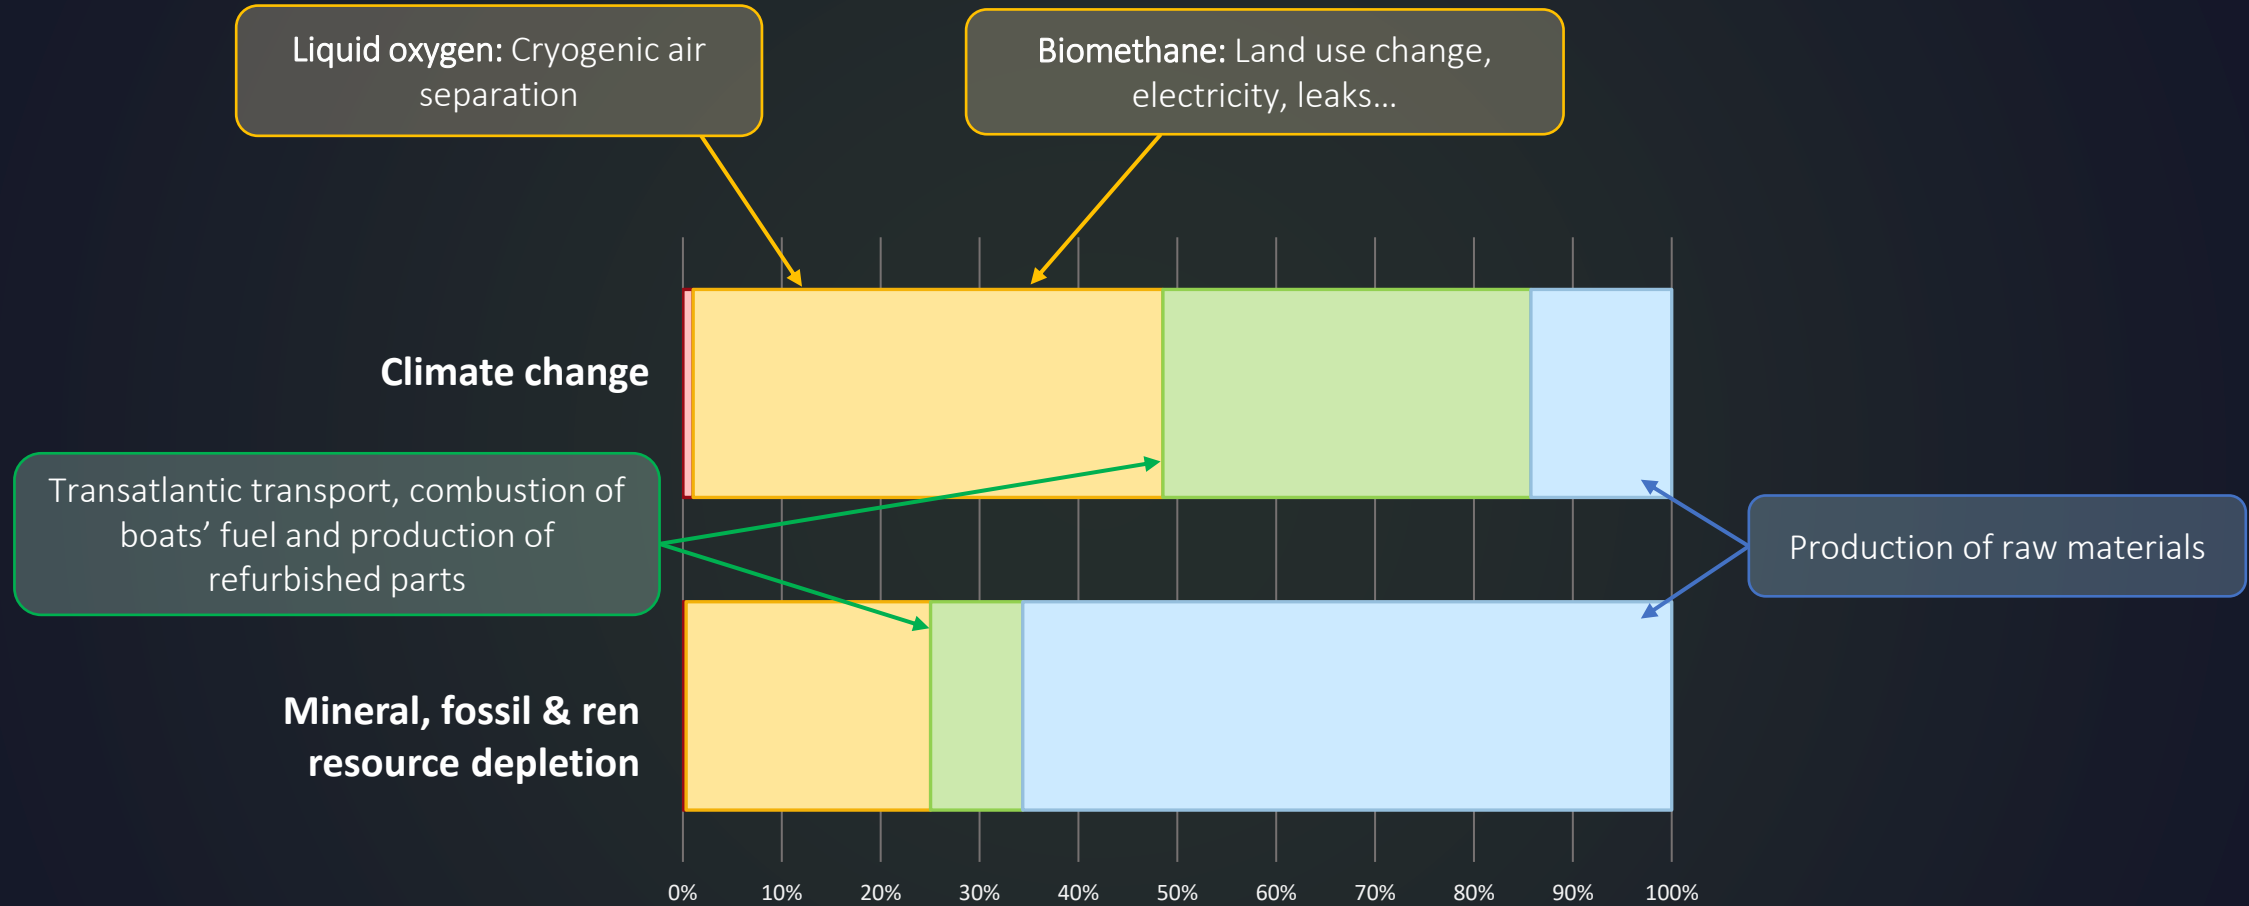 Liquid oxygen: Cryogenic air
separation
Biomethane: Land use change,
electricity, leaks...
Climate change
Transatlantic transport, combustion of
boats’ fuel and production of
refurbished parts
Production of raw materials
Mineral, fossil & ren
resource depletion
0% 10% 20% 30% 40% 50% 60% 70% 80% 90% 100%